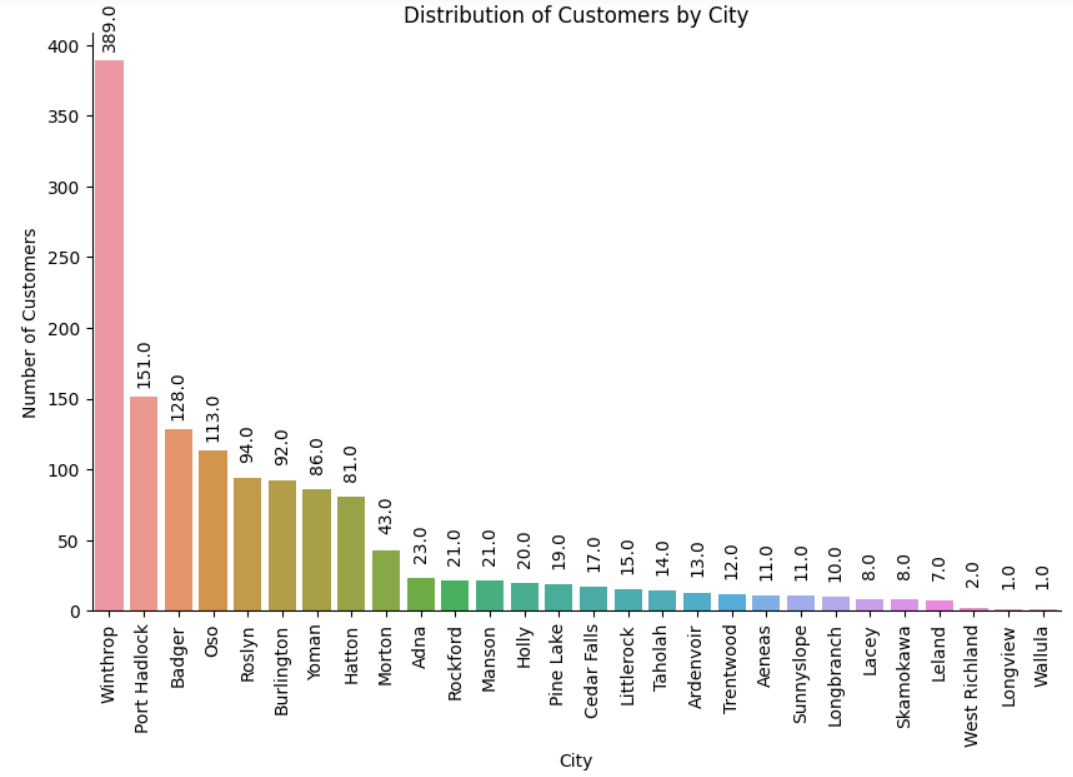 Distribution of Customers by City
Number of Customers
400
350
300
250
200
150
100
50
0
389.0
151.0
128.0
113.0
94.0
92.0
86.0
81.0
43.0
23.0
21.0
21.0
20.0
19.0
17.0
15.0
14.0
13.0
12.0
11.0
11.0
10.0
8.0
8.0
7.0
2.0
1.0
1.0
Winthrop
Port Hadlock
Badger
Oso
Roslyn
Burlington
Yoman
Hatton
Morton
Adna
Rockford
Manson
Holly
Pine Lake
Cedar Falls
Littlerock
Taholah
Ardenvoir
Trentwood
Aeneas
Sunnyslope
Longbranch
Lacey
Skamokawa
Leland
West Richland
Longview
Wallula
City